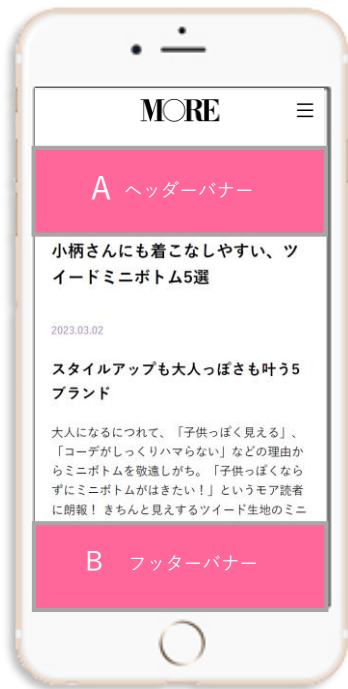 MORE
A ヘッダーバナー
小柄さんにも着こなしやすい、ツ
イードミニボトム5選
2023.03.02
スタイルアップも大人っぽさも叶う5
ブランド
大人になるにつれて、「子供っぽく見える」、
「コーデがしっくりハマらない」などの理由か
らミニボトムを敬遠しがち。「子供っぽくなら
ずにミニボトムがはきたい！」というモア読者
に朗報！ きちんと見えするツイード生地のミニ
B フッターバナー